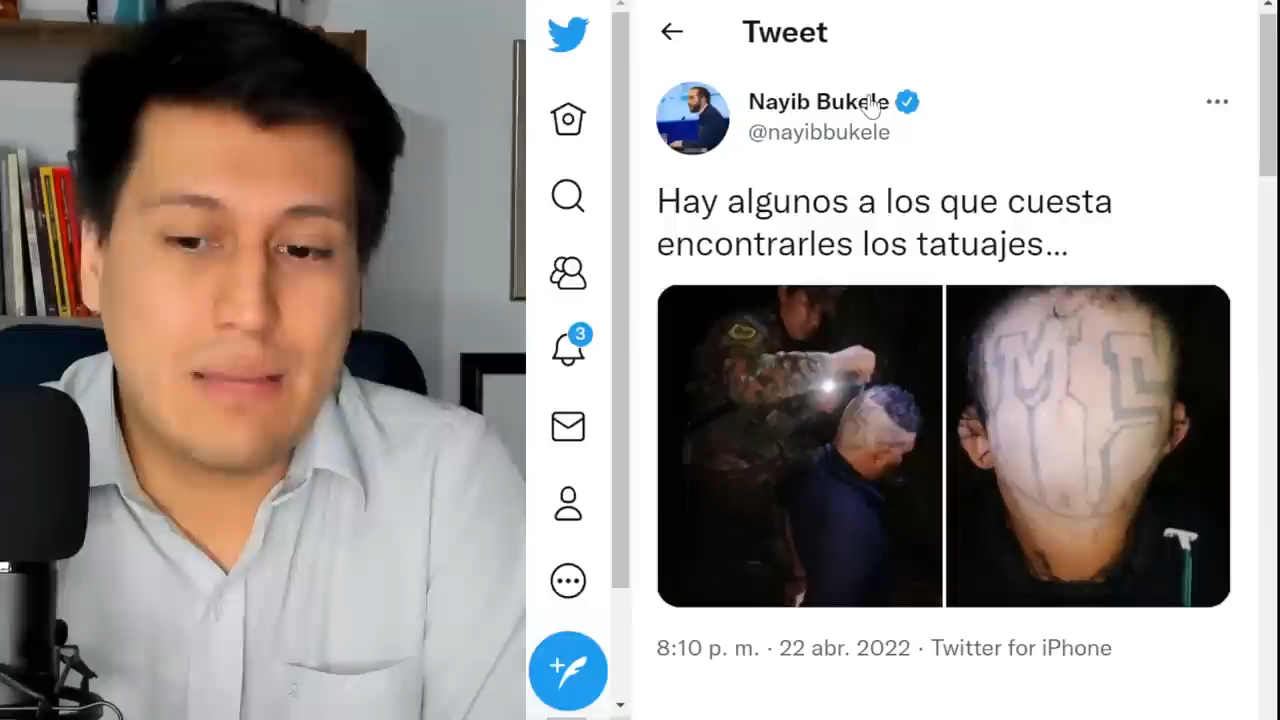 Tweet
Nayib Bukele
@nayibbukele
Hay algunos a los que cuesta
encontrarles los tatuajes...
3
M
8:10 p. m. · 22 abr. 2022 · Twitter for iPhone